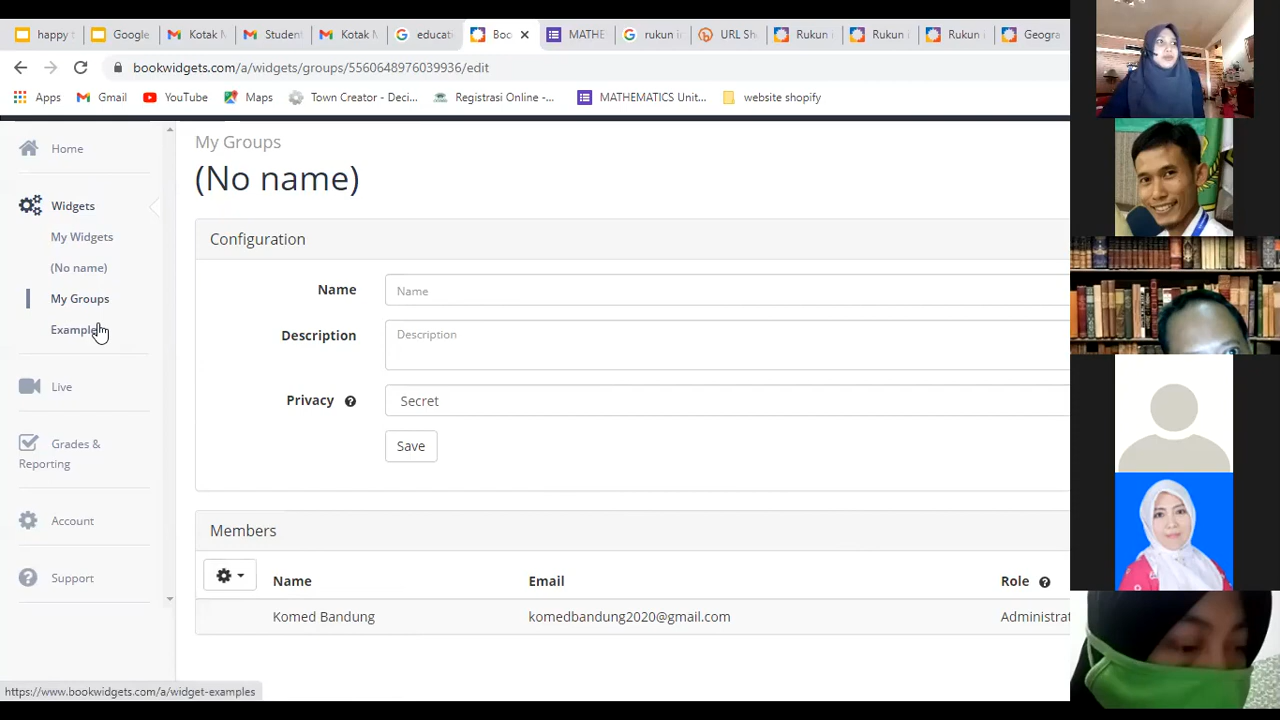 happy t
Google
Kotak M
Studen
Kotak M
educat
Boo
MATHE
rukun i
URL Sh
Rukun i
Rukun
Rukun
Geogra
bookwidgets.com/a/widgets/groups/5560648976039936/edit
Apps
Gmail
YouTube
Maps
Town Creator - Deci...
Registrasi Online -...
MATHEMATICS Unit...
website shopify
Home
Widgets
My Widgets
(No name)
My Groups
Example
Live
Grades &
Reporting
Account
Support
My Groups
(No name)
Configuration
Name
Name
Description
Description
Privacy
Secret
Save
Members
Name
Email
Role
Komed Bandung
komedbandung2020@gmail.com
Administrat
https://www.bookwidgets.com/a/widget-examples